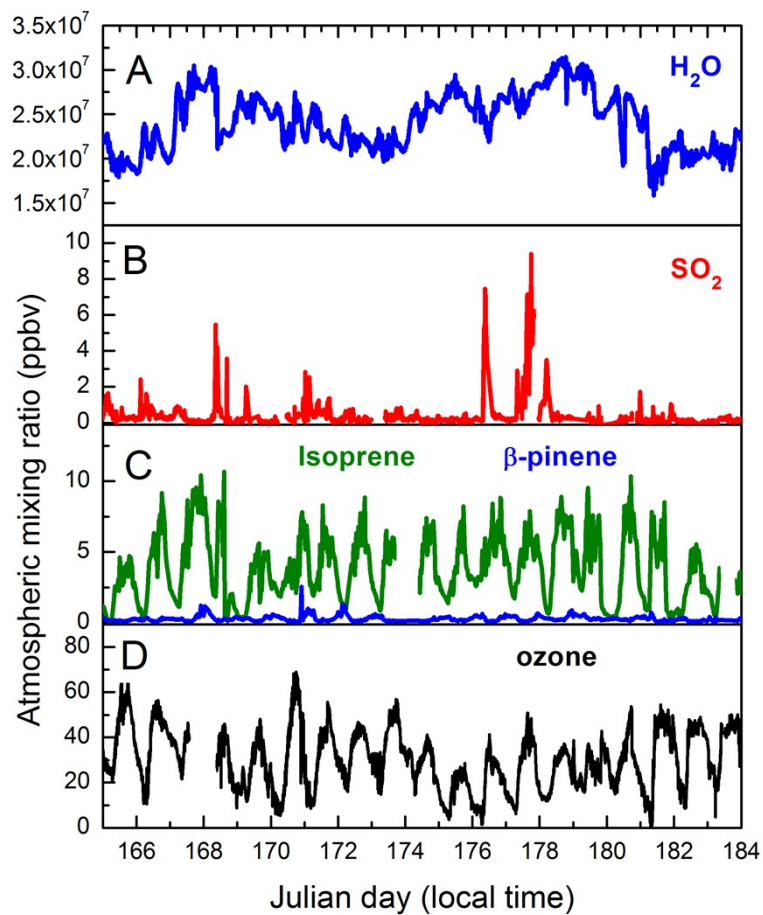 3.5x10⁷
A
H₂O
3.0x10⁷
2.5x10⁷
2.0x10⁷
1.5x10⁷
10
B
SO₂
8
6
4
2
0
C
Isoprene
β-pinene
10
5
0
80
D
ozone
60
40
20
0
166 168 170 172 174 176 178 180 182 184
Julian day (local time)
Atmospheric mixing ratio (ppbv)